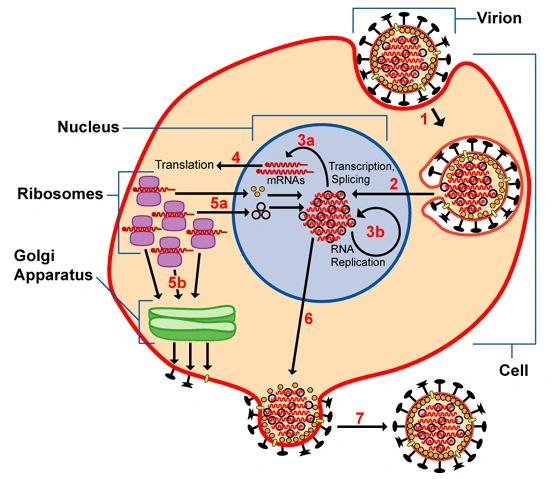 Virion
1
Nucleus
3a
Translation
4
mRNAs
Transcription,
Splicing
2
Ribosomes
5a
3b
RNA
Replication
Golgi
Apparatus
5b
6
Cell
7